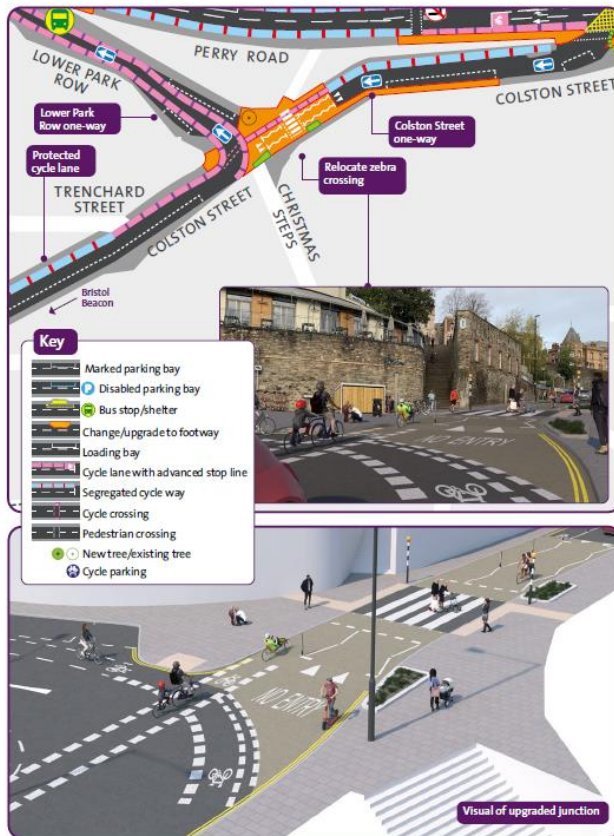 PERRY ROAD
LOWER PARK
ROW
COLSTON STREET
Lower Park
Row one-way
Colston Street
one-way
Protected
cycle lane
Relocate zebra
crossing
TRENCHARD
STREET
COLSTON STREET
CHRISTMAS
STEPS
Bristol
Beacon
Key
Marked parking bay
P
Disabled parking bay
Bus stop/shelter
Change/upgrade to footway
Loading bay
Cycle lane with advanced stop line
Segregated cycle way
Cycle crossing
Pedestrian crossing
New tree/existing tree
Cycle parking
NO ENTRY
NO ENTRY
Visual of upgraded junction